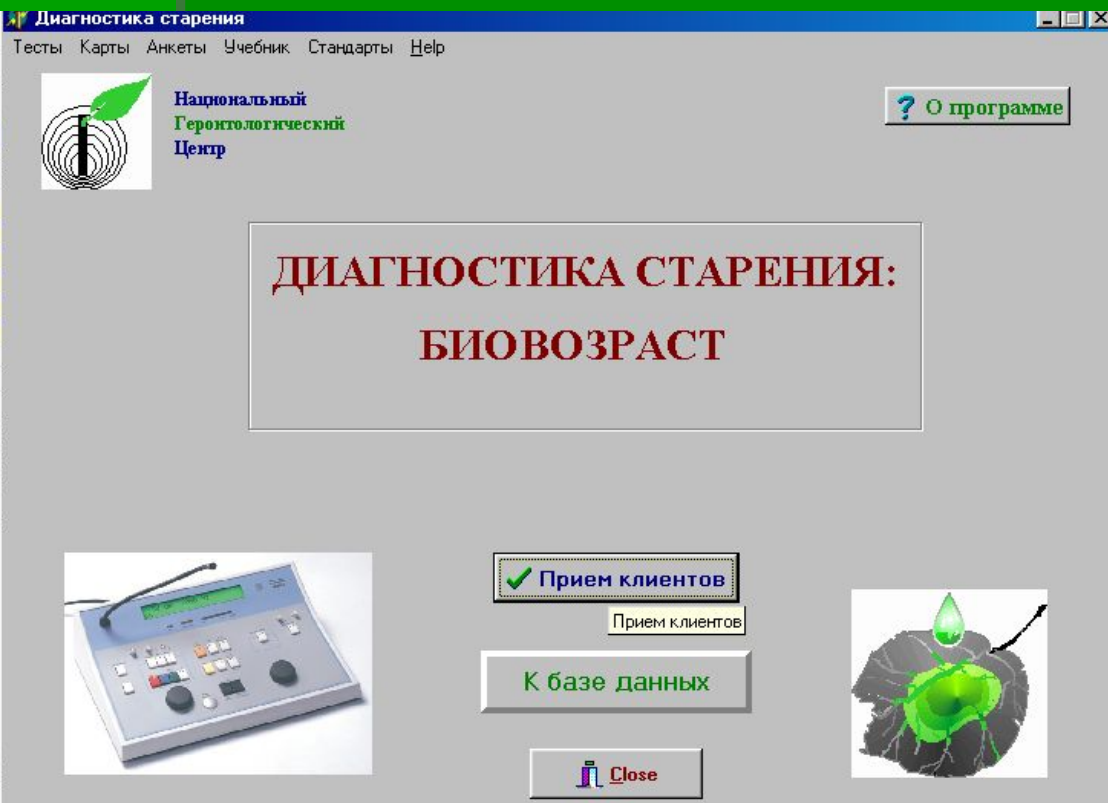 Диагностика старения
Тесты Карты Анкеты Учебник Стандарты Help
Национальный
Геронтологический
Центр
? О программе
ДИАГНОСТИКА СТАРЕНИЯ:
БИОВОЗРАСТ
Прием клиентов
Прием клиентов
К базе данных
Close